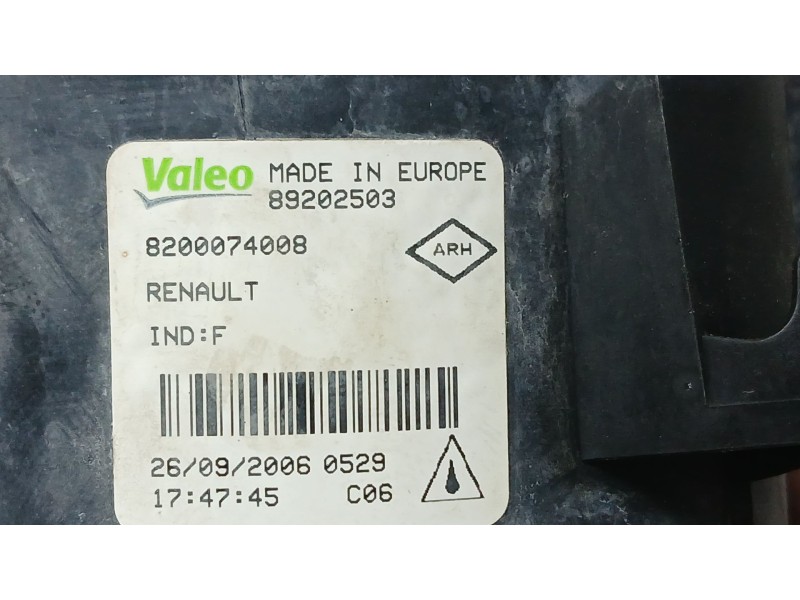 Valeo MADE IN EUROPE
89202503
8200074008
ARH
RENAULT
IND:F
26/09/2006 0529
17:47:45 C06